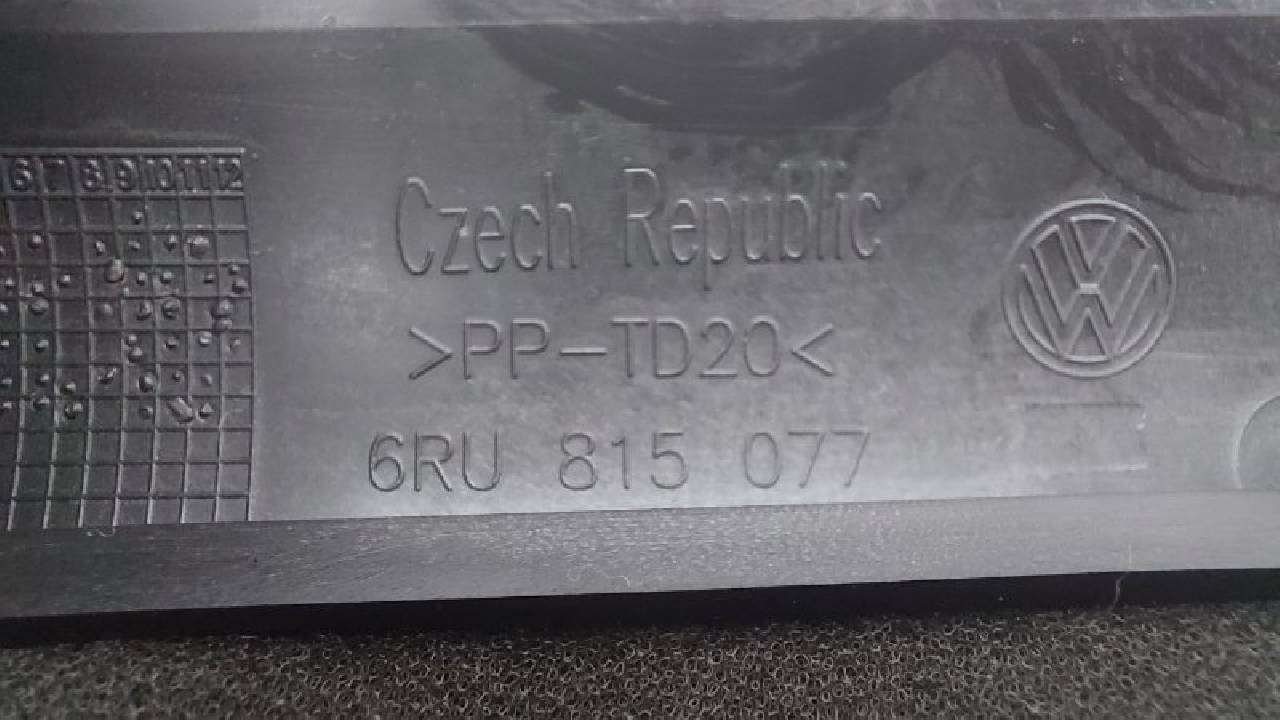 6 7 8 9 10 11 12
Czech Republic
>PP-TD20<
6RU 815 077